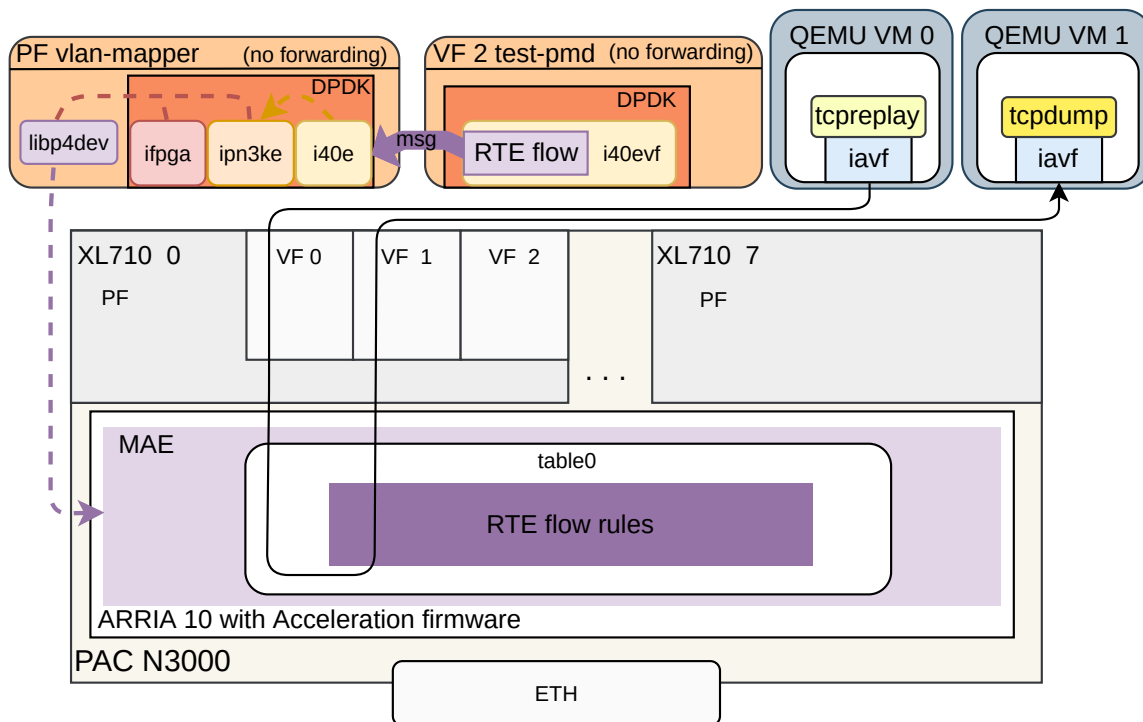 PF vlan-mapper
(no forwarding)
DPDK
libp4dev
ifpga
ipn3ke
i40e
msg
VF 2 test-pmd
(no forwarding)
DPDK
RTE flow
i40evf
QEMU VM 0
tcpreplay
iavf
QEMU VM 1
tcpdump
iavf
XL710 0
PF
VF 0
VF 1
VF 2
. . .
XL710 7
PF
MAE
table0
RTE flow rules
ARRIA 10 with Acceleration firmware
PAC N3000
ETH